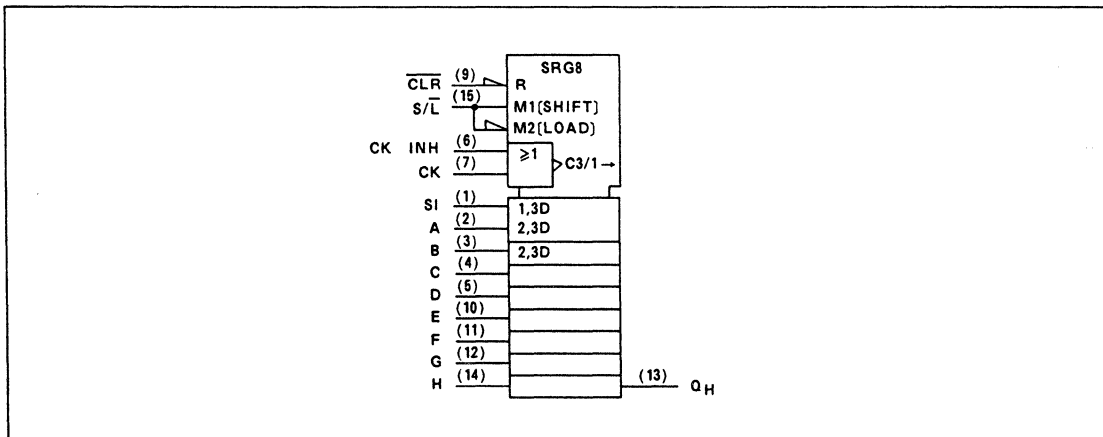 SRG8
CLR (9) R
S/L (15) M1(SHIFT)
M2(LOAD)
CK INH (6) ≥1
CK (7) C3/1→
SI (1) 1,3D
A (2) 2,3D
B (3) 2,3D
C (4)
D (5)
E (10)
F (11)
G (12)
H (14) (13) QH